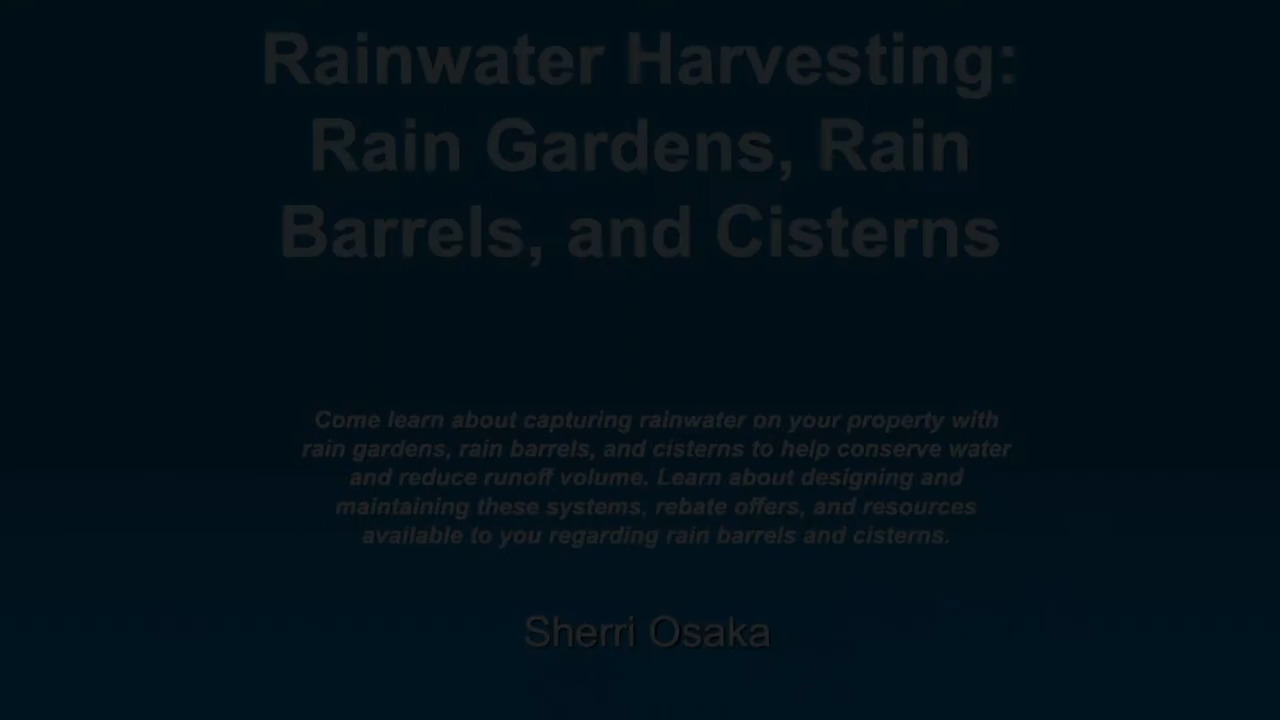 Rainwater Harvesting:
Rain Gardens, Rain
Barrels, and Cisterns
Come learn about capturing rainwater on your property with
rain gardens, rain barrels, and cisterns to help conserve water
and reduce runoff volume. Learn about designing and
maintaining these systems, rebate offers, and resources
available to you regarding rain barrels and cisterns.
Sherri Osaka